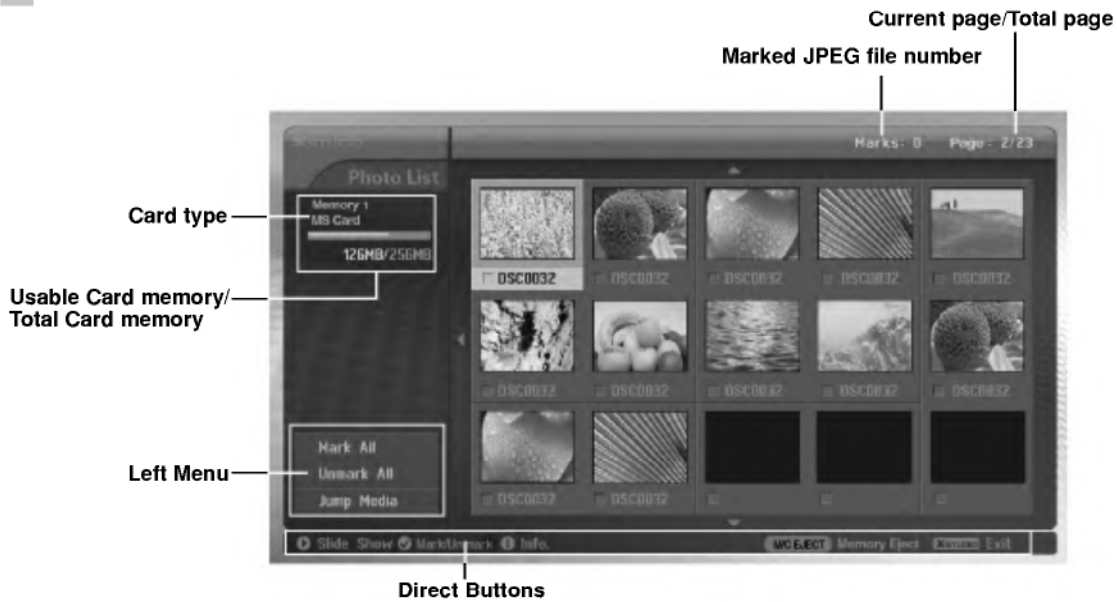 Current page/Total page
Marked JPEG file number
Marks: 0 Page : 2/23
Photo List
Card type
Memory 1
MS Card
126MB/256MB
Usable Card memory/
Total Card memory
DSC0032 DSC0032 DSC0032 DSC0032 DSC0032
DSC0032 DSC0032 DSC0032 DSC0032 DSC0032
DSC0032 DSC0032
Left Menu
Mark All
Unmark All
Jump Media
Slide Show Mark/Unmark Info. M/C EJECT Memory Eject Exit
Direct Buttons